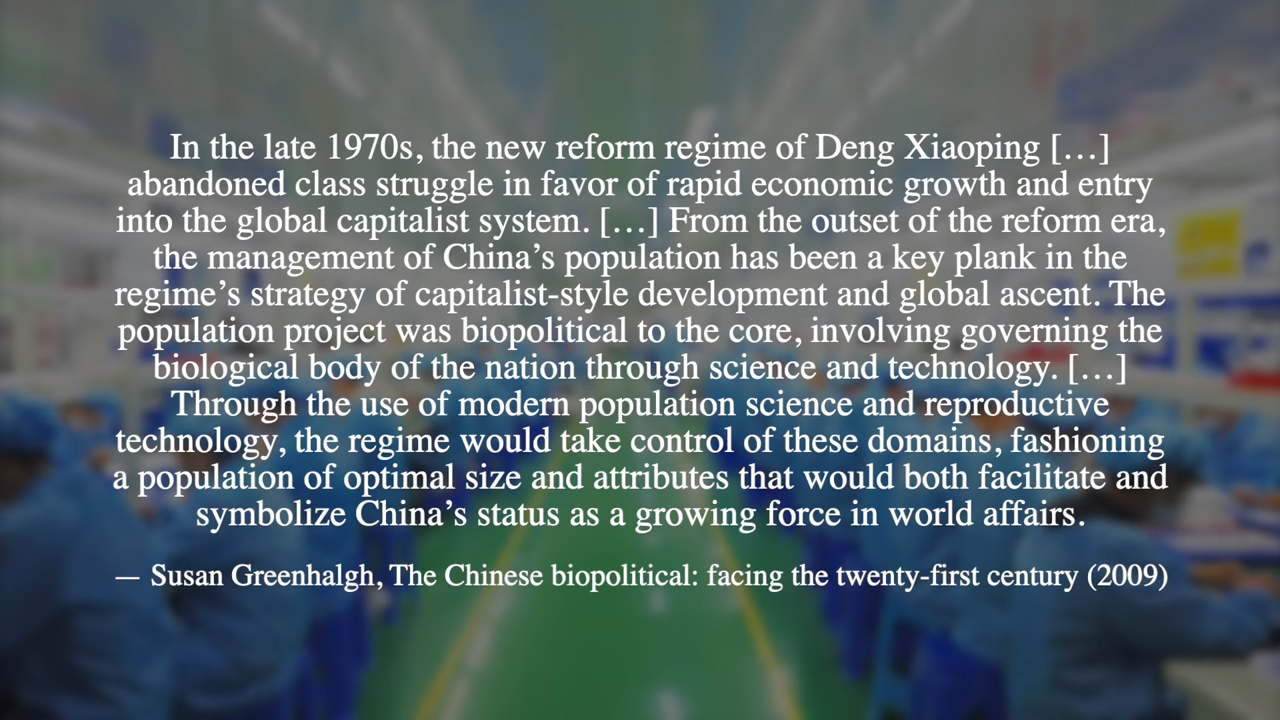 In the late 1970s, the new reform regime of Deng Xiaoping […]
abandoned class struggle in favor of rapid economic growth and entry
into the global capitalist system. […] From the outset of the reform era,
the management of China’s population has been a key plank in the
regime’s strategy of capitalist-style development and global ascent. The
population project was biopolitical to the core, involving governing the
biological body of the nation through science and technology. […]
Through the use of modern population science and reproductive
technology, the regime would take control of these domains, fashioning
a population of optimal size and attributes that would both facilitate and
symbolize China’s status as a growing force in world affairs.
— Susan Greenhalgh, The Chinese biopolitical: facing the twenty-first century (2009)